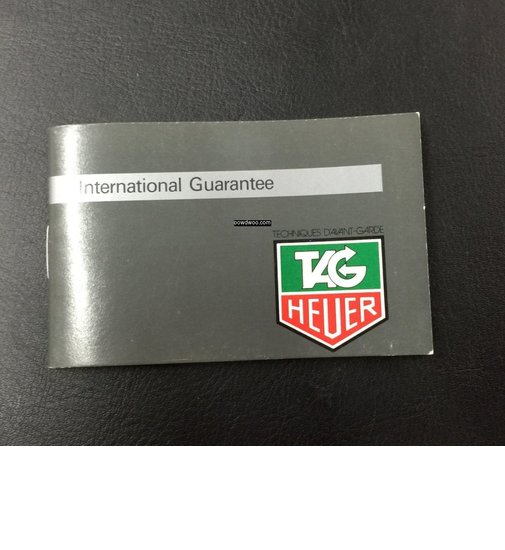 International Guarantee
oowdwoo.com
TECHNIQUES D'AVANT-GARDE
TAG
HEUER